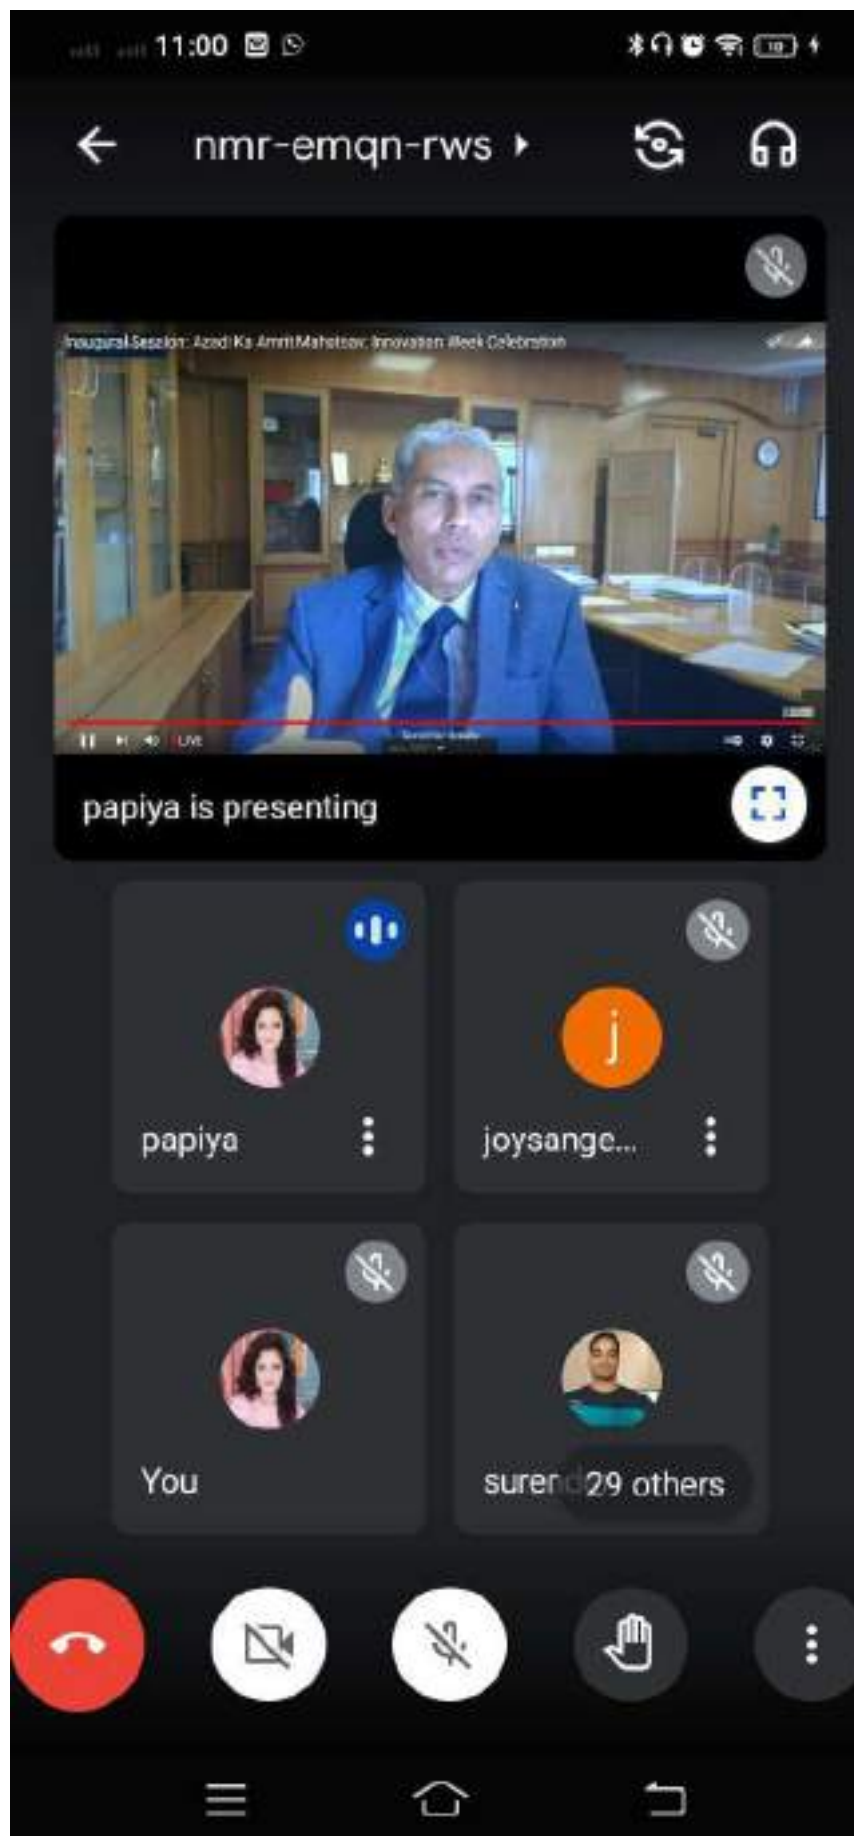 11:00
18
nmr-emqn-rws
Inaugural Session: Azadi Ka Amrit Mahotsav, Innovation Week Celebration
LIVE
papiya is presenting
papiya
j
joysange...
You
suren
29 others